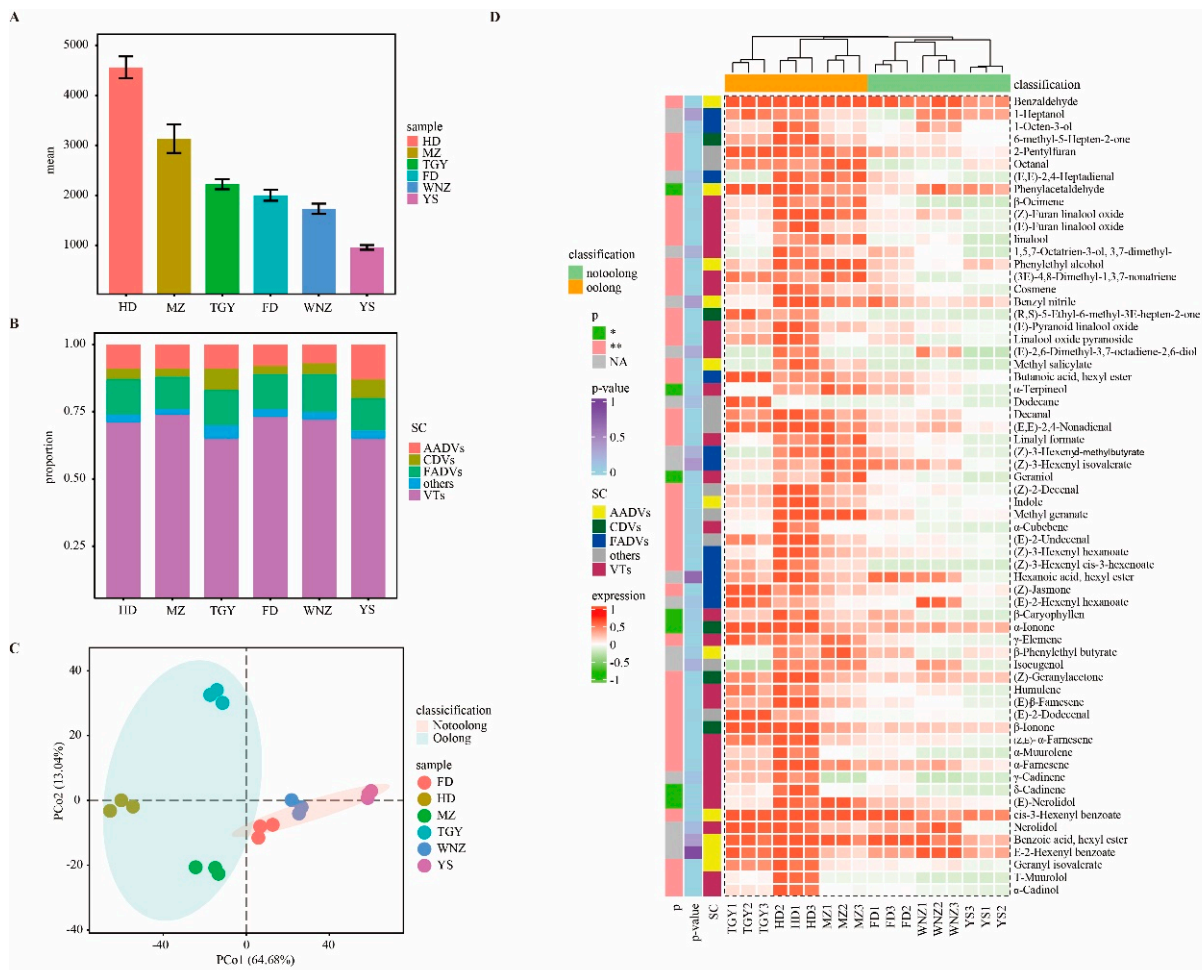 A
5000
4000
3000
2000
1000
mean
HD
MZ
TGY
FD
WNZ
YS
sample
HD
MZ
TGY
FD
WNZ
YS
B
1.00
0.75
0.50
0.25
proportion
HD
MZ
TGY
FD
WNZ
YS
SC
AADVs
CDVs
FADVs
others
VTs
C
40
20
0
-20
-40
PCo2 (13.04%)
-40
0
40
PCo1 (64.68%)
classicification
Notoolong
Oolong
sample
FD
HD
MZ
TGY
WNZ
YS
D
classification
notoolong
oolong
p
*
**
NA
p-value
1
0.5
0
SC
AADVs
CDVs
FADVs
others
VTs
expression
1
0.5
0
-0.5
-1
classification
Benzaldehyde
1-Heptanol
1-Octen-3-ol
6-methyl-5-Hepten-2-one
2-Pentylfuran
Octanal
(E,E)-2,4-Heptadienal
Phenylacetaldehyde
β-Ocimene
(Z)-Furan linalool oxide
(E)-Furan linalool oxide
linalool
1,5,7-Octatrien-3-ol, 3,7-dimethyl-
Phenylethyl alcohol
(3E)-4,8-Dimethyl-1,3,7-nonatriene
Cosmene
Benzyl nitrile
(R,S)-5-Ethyl-6-methyl-3E-hepten-2-one
(E)-Pyranoid linalool oxide
Linalool oxide pyranoside
(E)-2,6-Dimethyl-3,7-octadiene-2,6-diol
Methyl salicylate
Butanoic acid, hexyl ester
α-Terpineol
Dodecane
Decanal
(E,E)-2,4-Nonadienal
Linalyl formate
(Z)-3-Hexenyl-methylbutyrate
(Z)-3-Hexenyl isovalerate
Geraniol
(Z)-2-Decenal
Indole
Methyl geranate
α-Cubebene
(E)-2-Undecenal
(Z)-3-Hexenyl hexanoate
(Z)-3-Hexenyl cis-3-hexenoate
Hexanoic acid, hexyl ester
(Z)-Jasmone
(E)-2-Hexenyl hexanoate
β-Caryophyllen
α-Ionone
γ-Elemene
β-Phenylethyl butyrate
Isoeugenol
(Z)-Geranylacetone
Humulene
(E)β-Famesene
(E)-2-Dodecenal
β-Ionone
(Z,E)-α-Farnesene
α-Muurolene
α-Farnesene
γ-Cadinene
δ-Cadinene
(E)-Nerolidol
cis-3-Hexenyl benzoate
Nerolidol
Benzoic acid, hexyl ester
E-2-Hexenyl benzoate
Geranyl isovalerate
T-Muurolol
α-Cadinol
p
p-value
SC
TGY1
TGY2
TGY3
HD2
HD1
HD3
MZ1
MZ2
MZ3
FD1
FD3
FD2
WNZ1
WNZ2
WNZ3
YS3
YS1
YS2